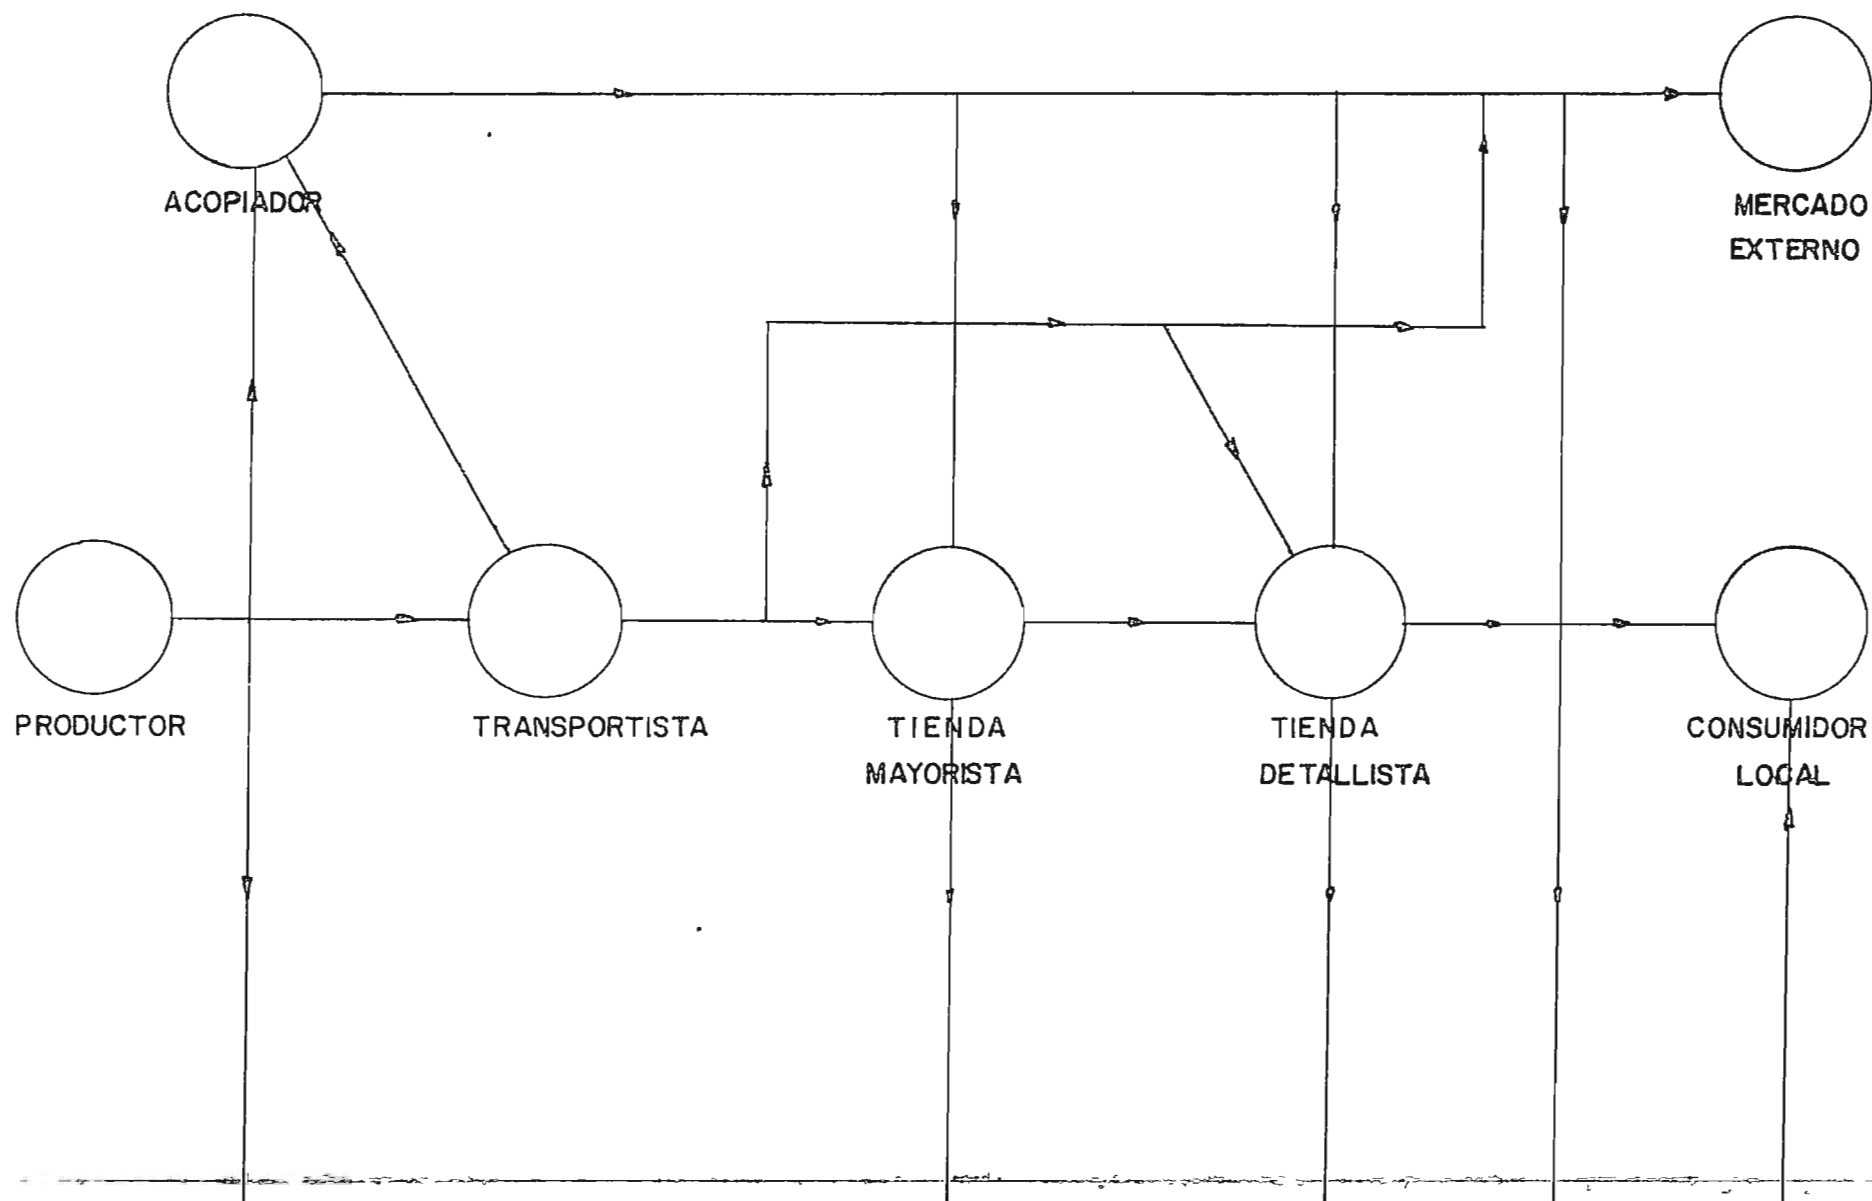 ACOPIADOR
MERCADO
EXTERNO
PRODUCTOR
TRANSPORTISTA
TIENDA
MAYORISTA
TIENDA
DETALLISTA
CONSUMIDOR
LOCAL